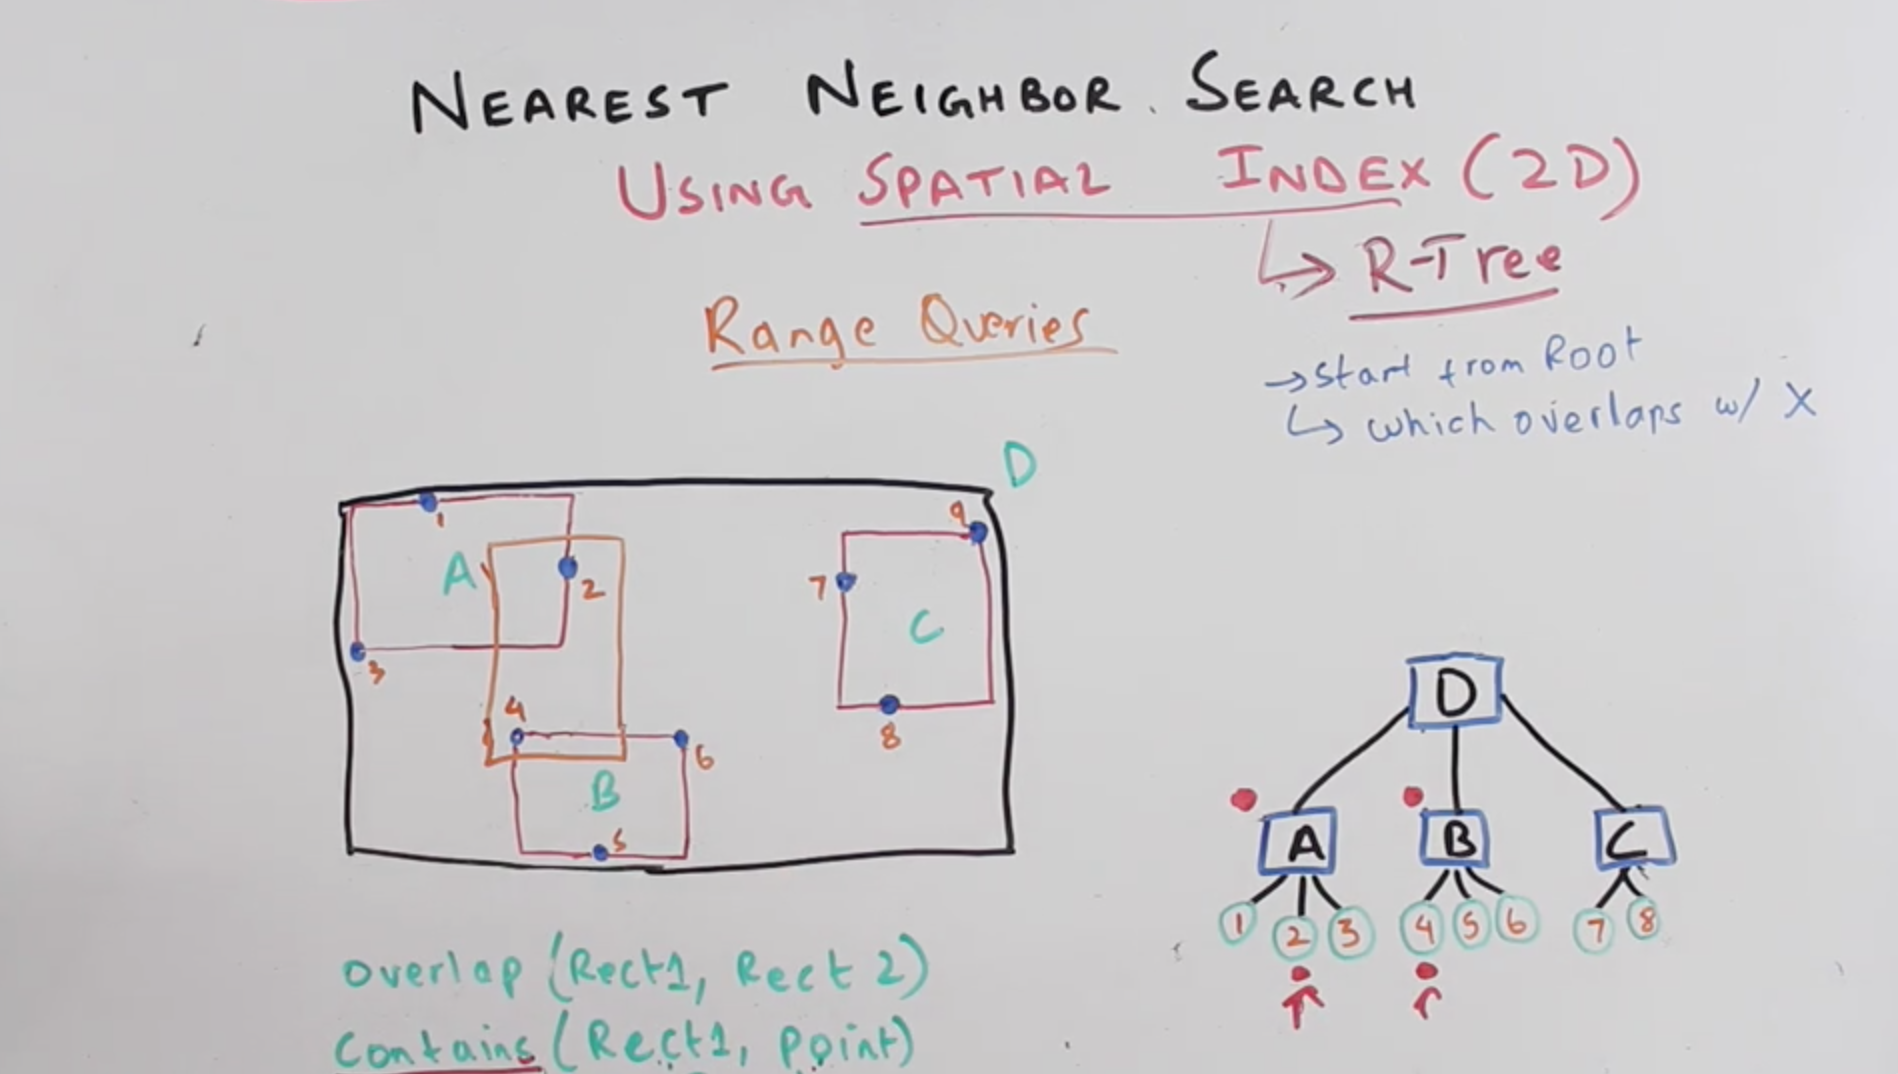 NEAREST NEIGHBOR SEARCH
USING SPATIAL INDEX (2D)
R-Tree
Range Queries
→ start from Root
↳ which overlaps w/ X
D
1
A
2
3
9
7
C
8
4
6
B
5
D
A B C
1 2 3 4 5 6 7 8
overlap (Rect1, Rect 2)
Contains (Rect1, point)